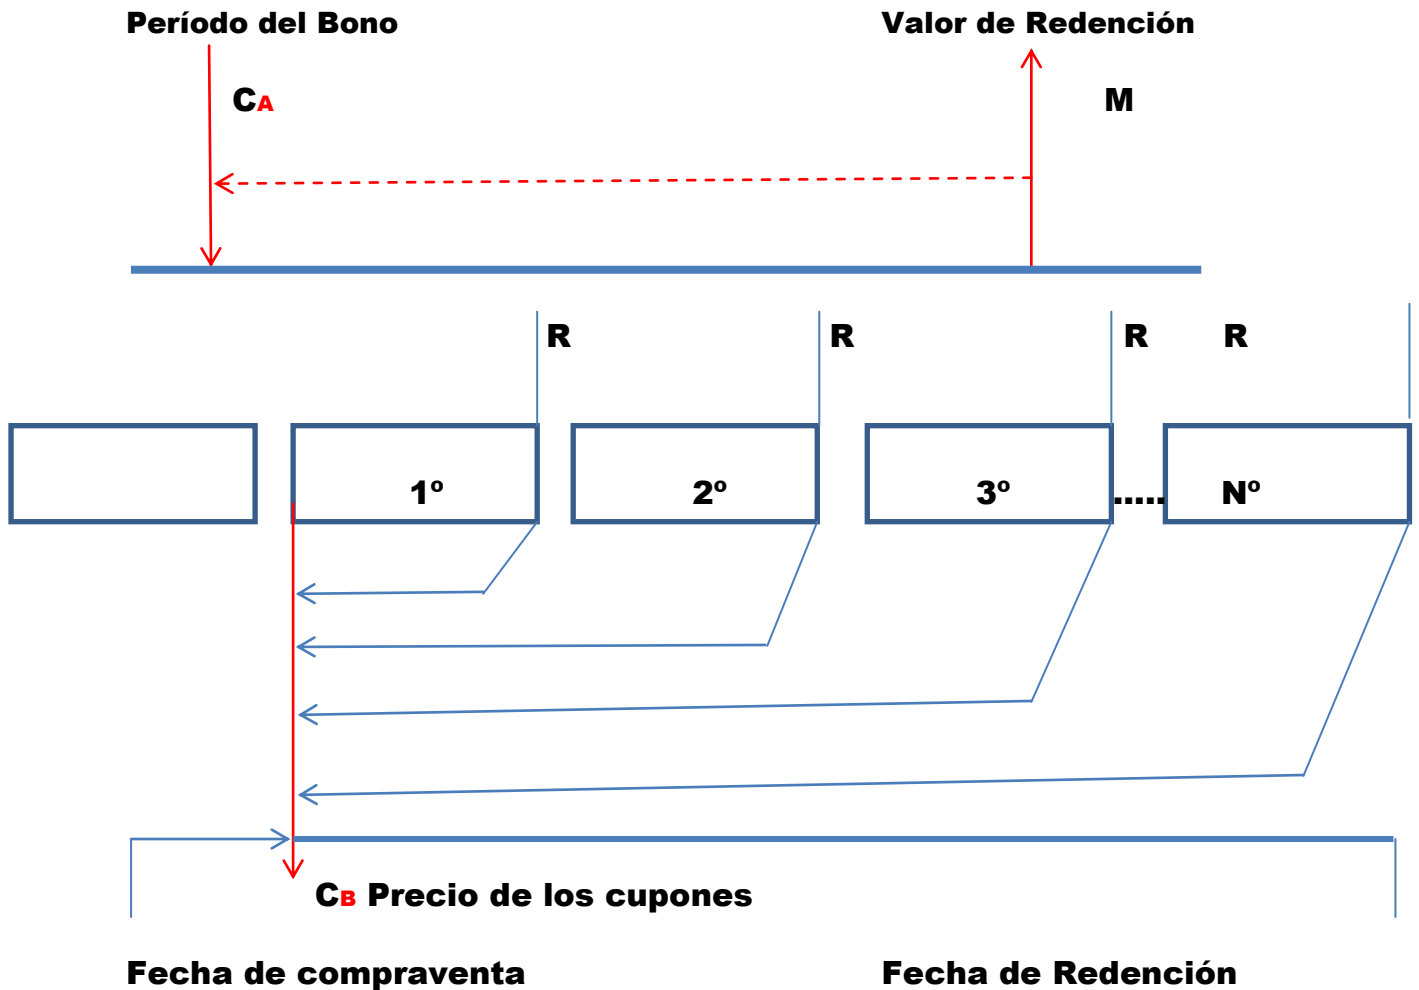 Período del Bono Valor de Redención
CA M
R R R R
1º 2º 3º ..... Nº
CB Precio de los cupones
Fecha de compraventa Fecha de Redención